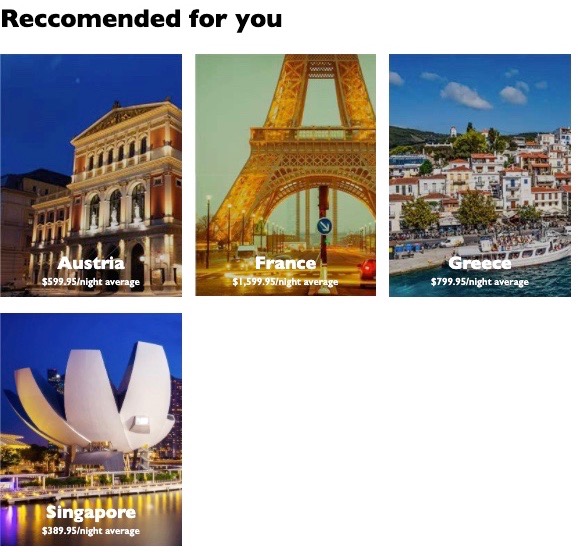 Reccomended for you
Austria
$599.95/night average
France
$1,599.95/night average
Greece
$799.95/night average
Singapore
$389.95/night average